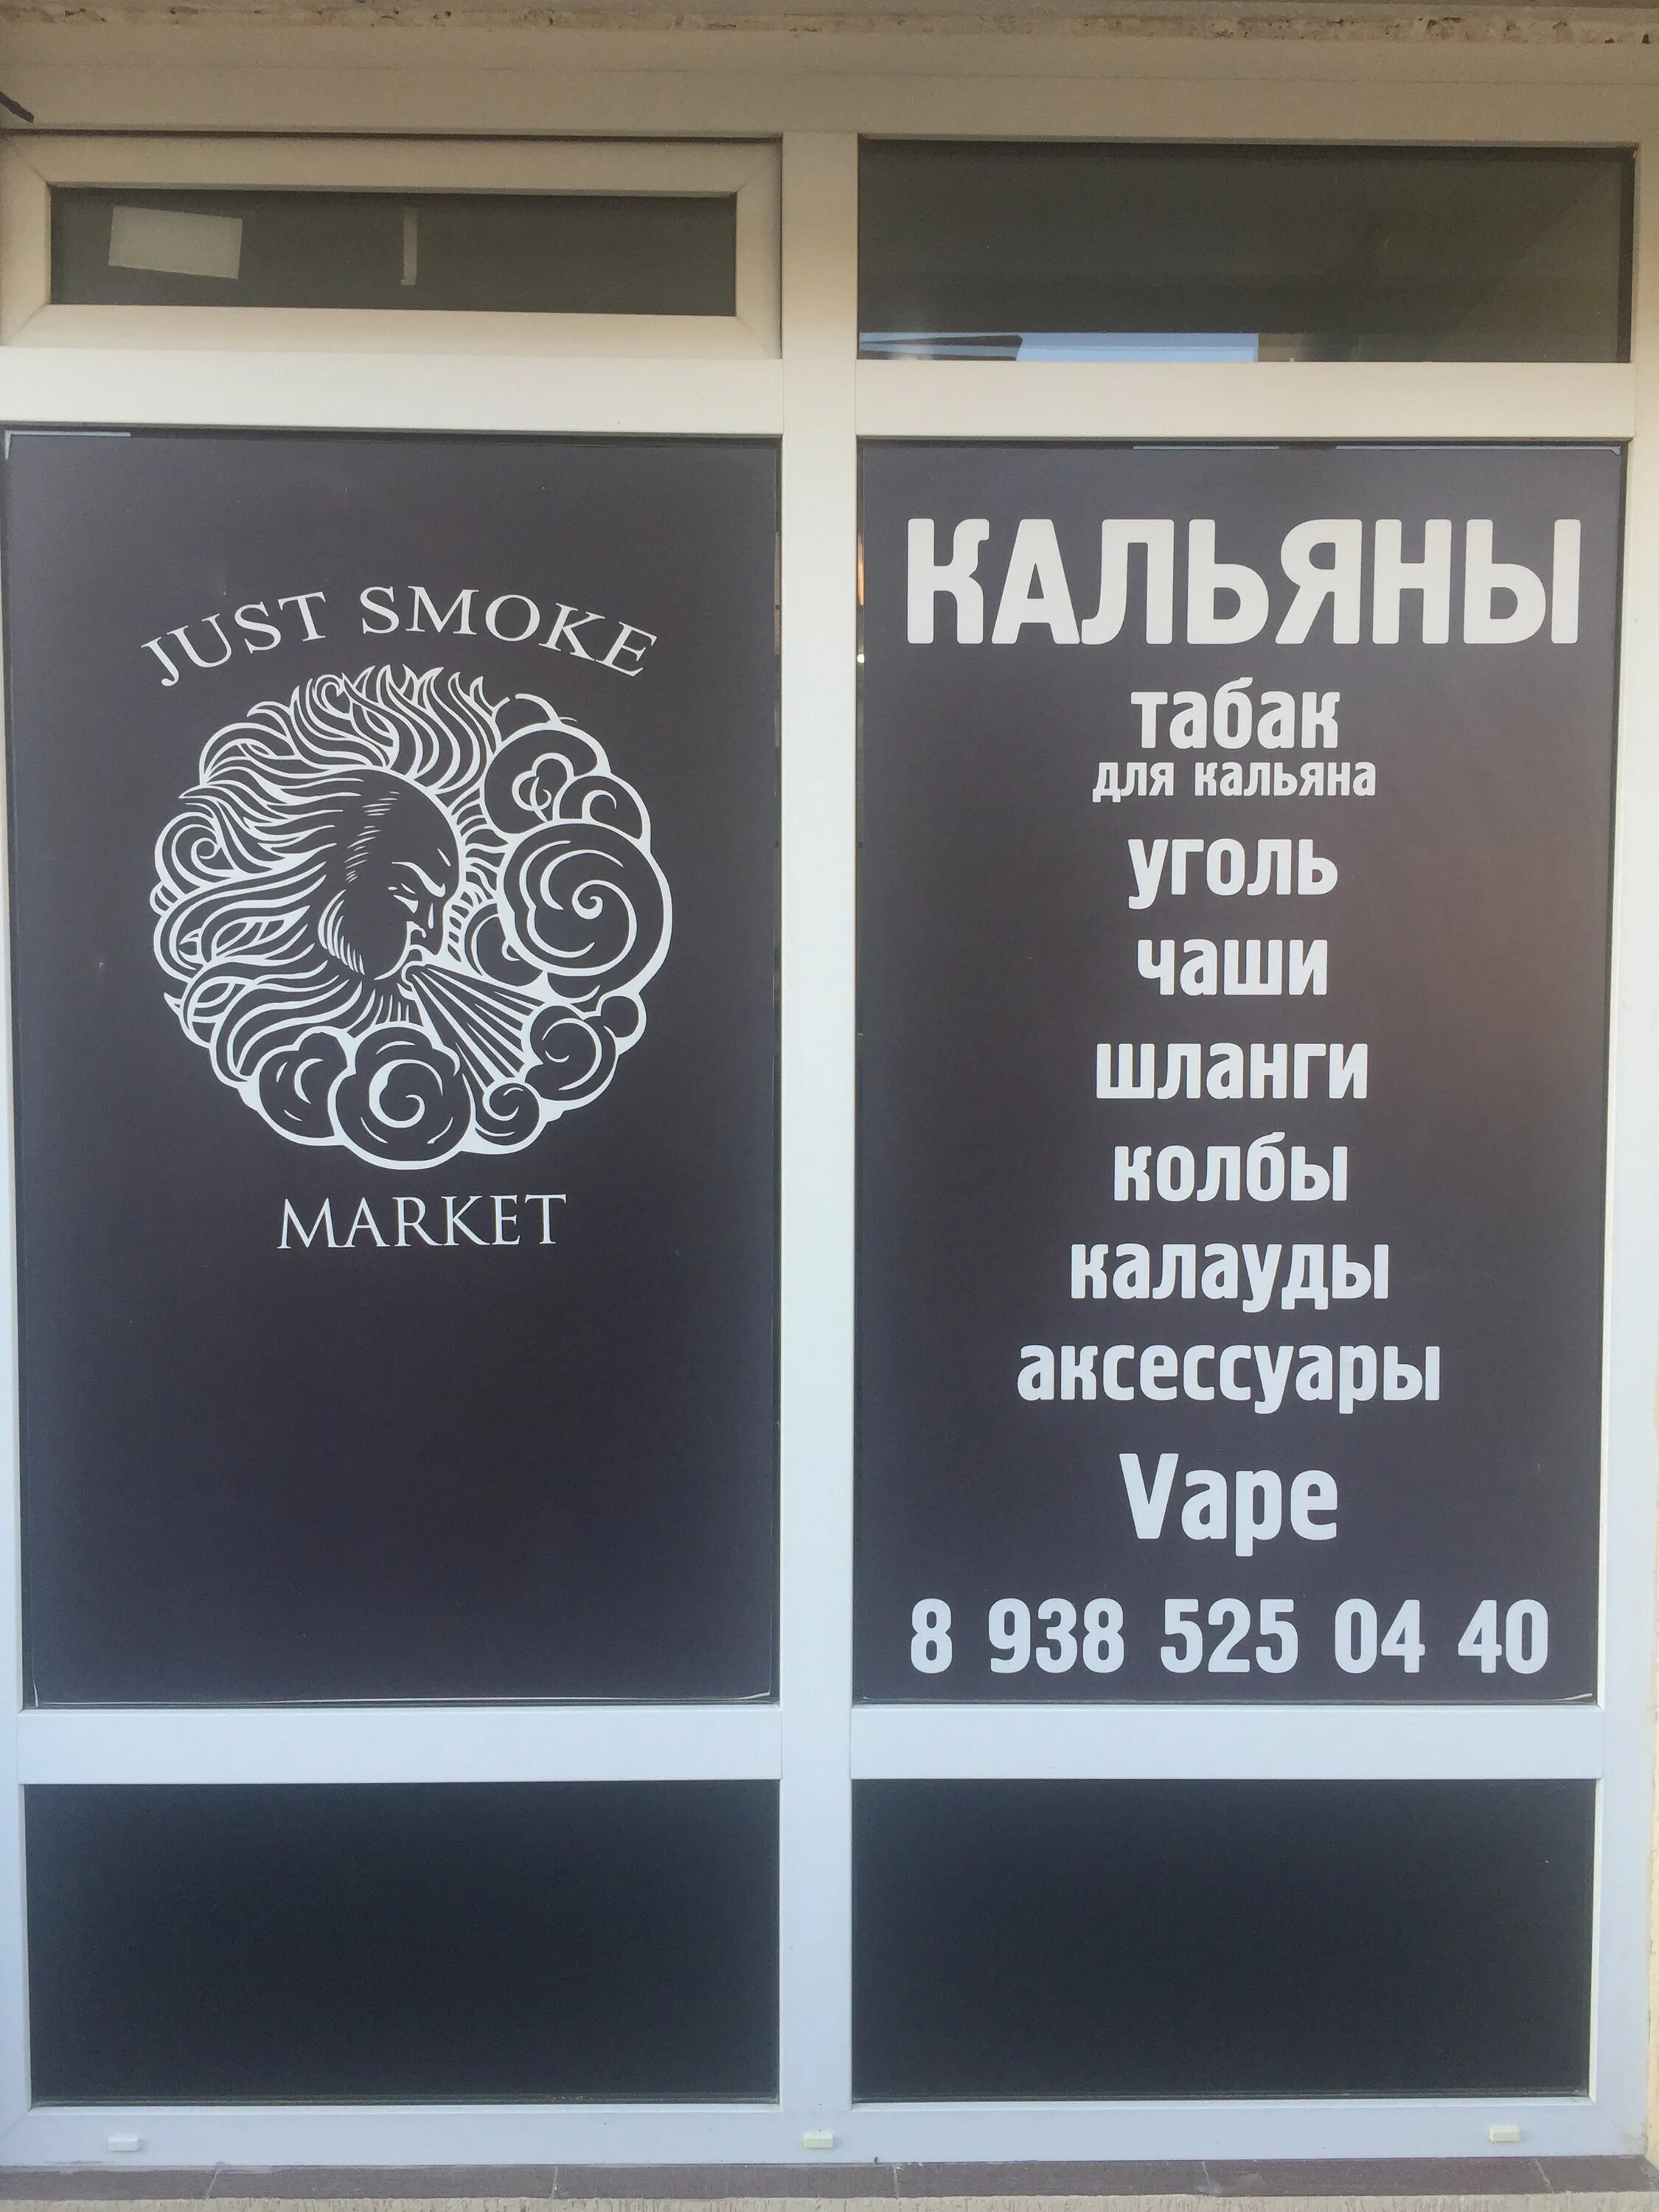 JUST SMOKE
MARKET
КАЛЬЯНЫ
табак
для кальяна
уголь
чаши
шланги
колбы
калауды
аксессуары
Vape
8 938 525 04 40